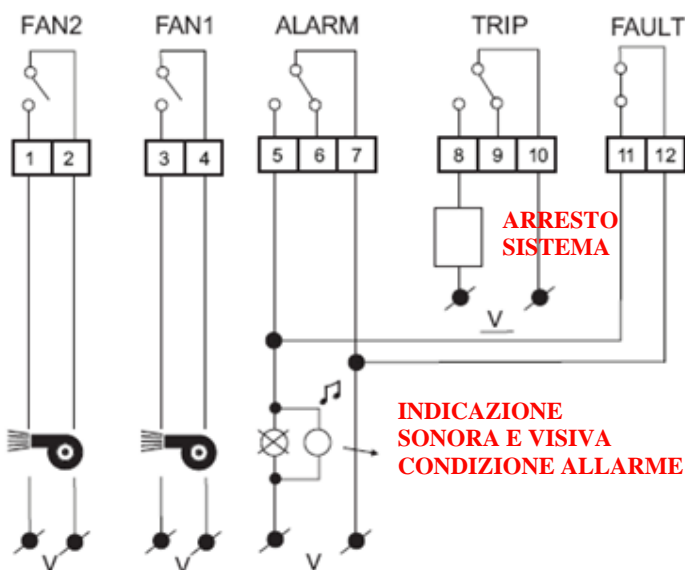 FAN2 FAN1 ALARM TRIP FAULT
1 2 3 4 5 6 7 8 9 10 11 12
ARRESTO
SISTEMA
V
INDICAZIONE
SONORA E VISIVA
CONDIZIONE ALLARME
V V V